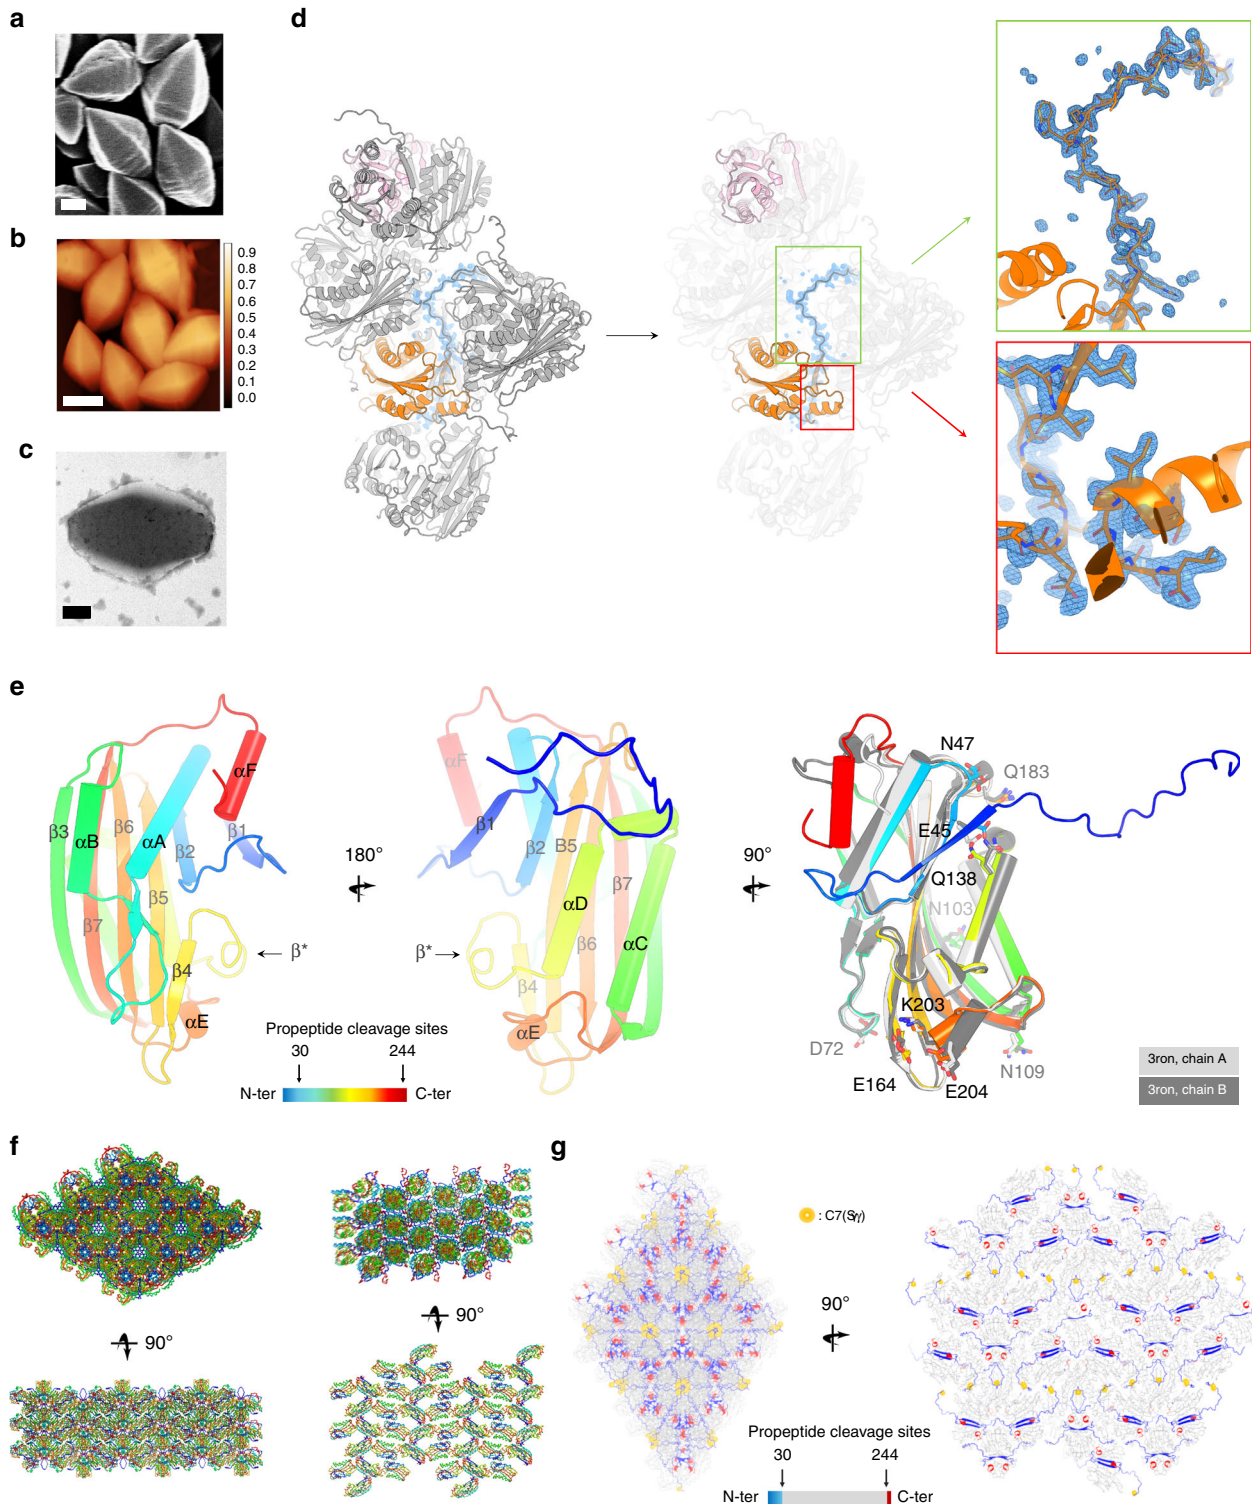 a
b
0.9
0.8
0.7
0.6
0.5
0.4
0.3
0.2
0.1
0.0
c
d
e
αF
β3
αB
β6
αA
β2
β1
β5
β7
β4
β*
αE
180°
αF
β1
β2
B5
β7
αD
αC
β6
β*
β4
αE
90°
N47
Q183
E45
Q138
N103
K203
D72
E164
E204
N109
3ron, chain A
3ron, chain B
Propeptide cleavage sites
30
244
N-ter
C-ter
f
90°
90°
g
: C7(Sγ)
90°
Propeptide cleavage sites
30
244
N-ter
C-ter